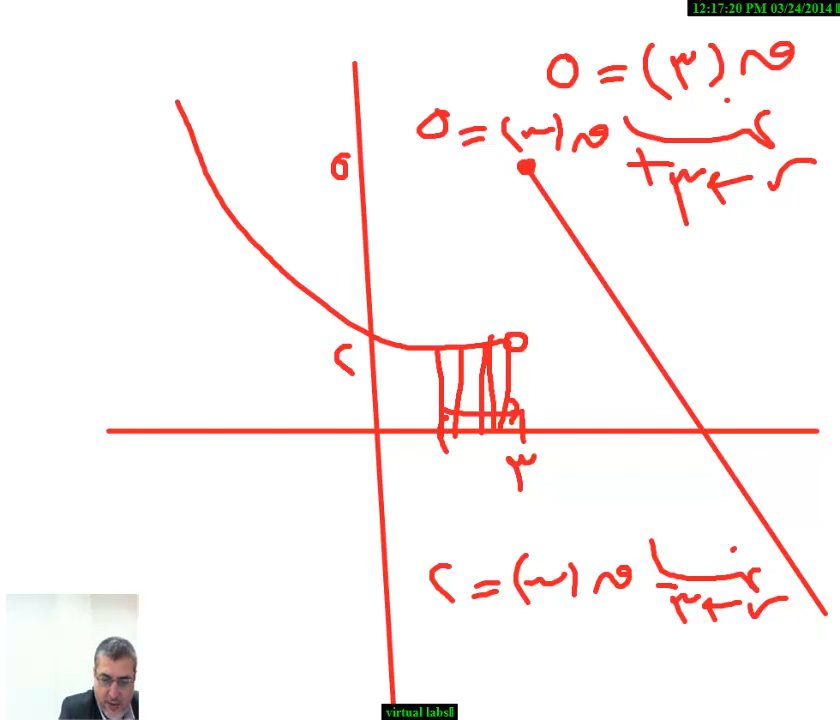 12:17:20 PM 03/24/2014
ق(٣) = ٥
نهـا ق(س) = ٥
س ← ٣+
٥
٢
٣
نهـا ق(س) = ٢
س ← ٣-
virtual labs